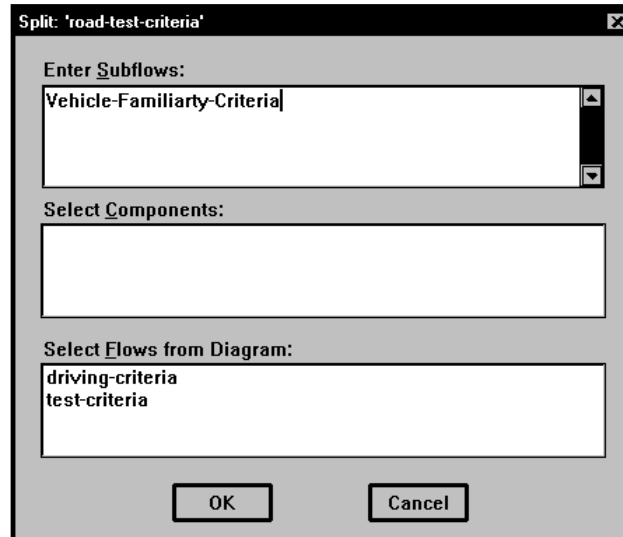 Split: 'road-test-criteria'
Enter Subflows:
Vehicle-Familiarty-Criteria
Select Components:
Select Flows from Diagram:
driving-criteria
test-criteria
OK Cancel